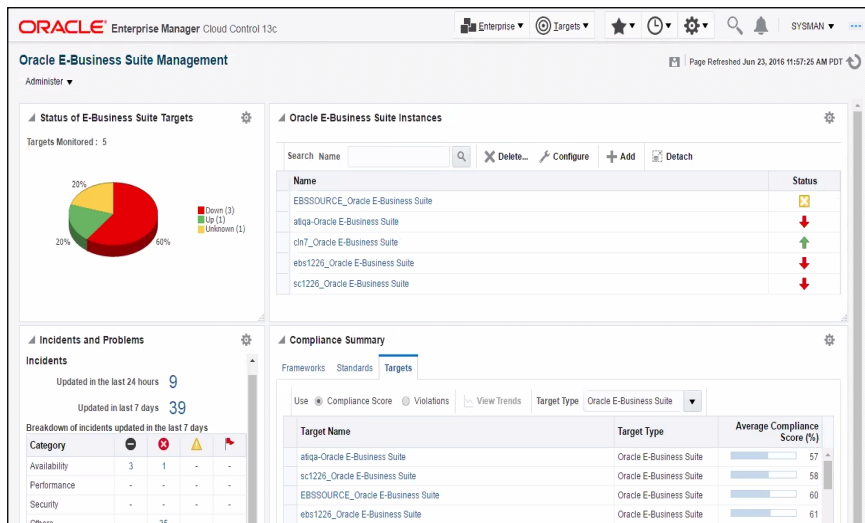 ORACLE® Enterprise Manager Cloud Control 13c
Enterprise ▼ Targets ▼ SYSMAN ▼ •••
Oracle E-Business Suite Management
Page Refreshed Jun 23, 2016 11:57:25 AM PDT
Administer ▼
Status of E-Business Suite Targets
Targets Monitored : 5
20%
20%
60%
Down (3)
Up (1)
Unknown (1)
Oracle E-Business Suite Instances
Search Name Delete... Configure Add Detach
Name Status
EBSSOURCE_Oracle E-Business Suite
atiqa-Oracle E-Business Suite
cln7_Oracle E-Business Suite
ebs1226_Oracle E-Business Suite
sc1226_Oracle E-Business Suite
Incidents and Problems
Incidents
Updated in the last 24 hours 9
Updated in last 7 days 39
Breakdown of incidents updated in the last 7 days
Category
Availability 3 1 - -
Performance - - - -
Security - - - -
Others - 35 - -
Compliance Summary
Frameworks Standards Targets
Use Compliance Score Violations View Trends Target Type Oracle E-Business Suite ▼
Target Name Target Type Average Compliance Score (%)
atiqa-Oracle E-Business Suite Oracle E-Business Suite 57
sc1226_Oracle E-Business Suite Oracle E-Business Suite 58
EBSSOURCE_Oracle E-Business Suite Oracle E-Business Suite 60
ebs1226_Oracle E-Business Suite Oracle E-Business Suite 61